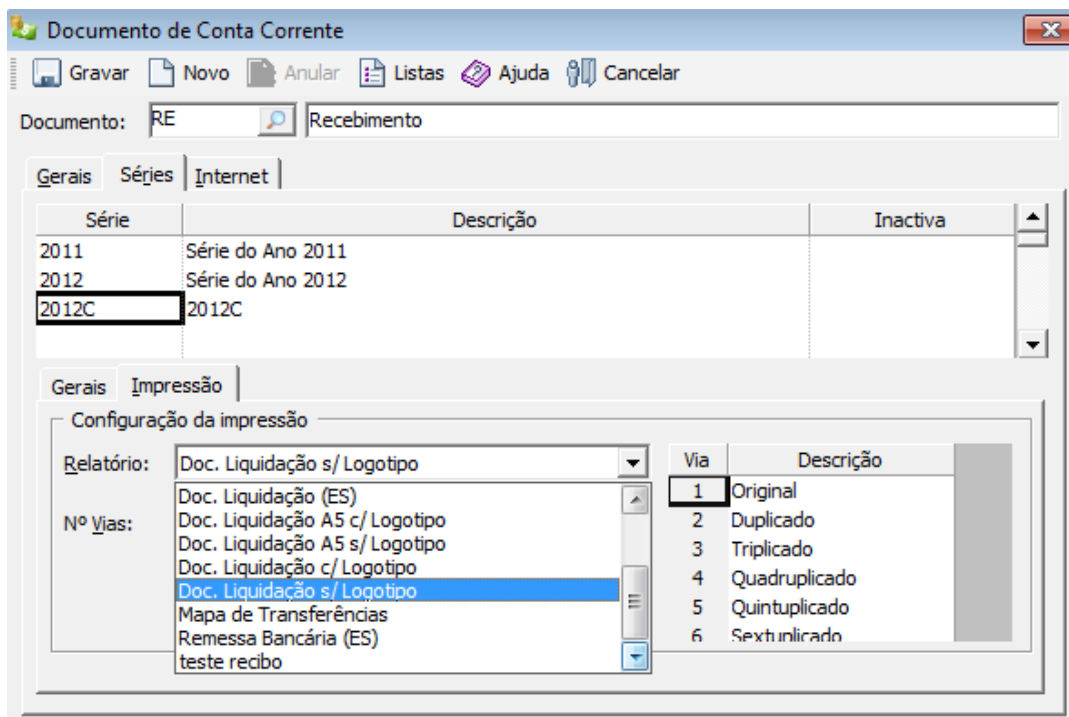 Documento de Conta Corrente
Gravar Novo Anular Listas Ajuda Cancelar
Documento: RE Recebimento
Gerais Séries Internet
Série Descrição Inactiva
2011 Série do Ano 2011
2012 Série do Ano 2012
2012C 2012C
Gerais Impressão
Configuração da impressão
Relatório: Doc. Liquidação s/ Logotipo
Nº Vias:
Doc. Liquidação (ES)
Doc. Liquidação A5 c/ Logotipo
Doc. Liquidação A5 s/ Logotipo
Doc. Liquidação c/ Logotipo
Doc. Liquidação s/ Logotipo
Mapa de Transferências
Remessa Bancária (ES)
teste recibo
Via Descrição
1 Original
2 Duplicado
3 Triplicado
4 Quadruplicado
5 Quintuplicado
6 Sextuplicado